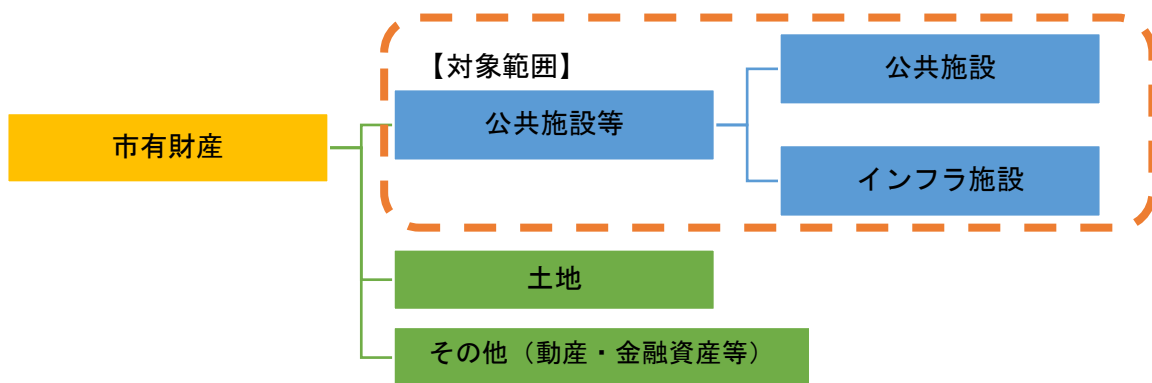 【対象範囲】
公共施設
公共施設等
市有財産
インフラ施設
土地
その他（動産・金融資産等）